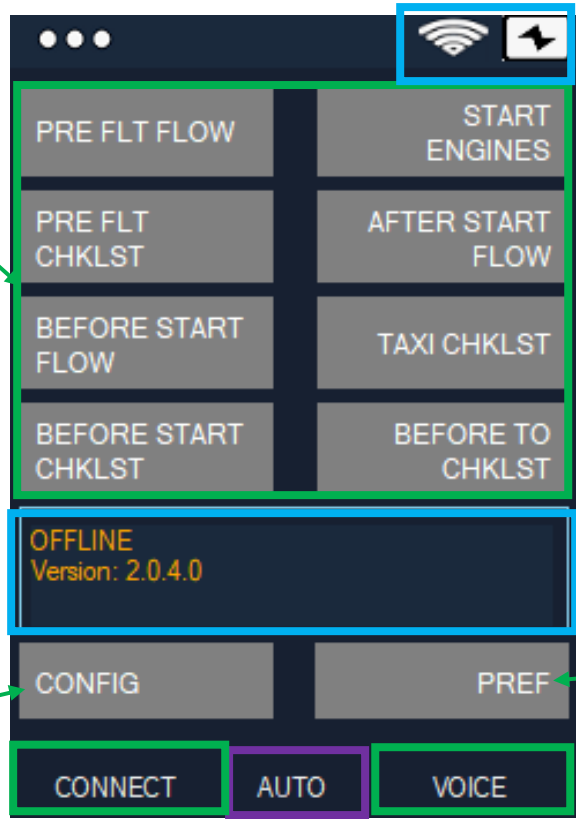 PRE FLT FLOW
START
ENGINES
PRE FLT
CHKLST
AFTER START
FLOW
BEFORE START
FLOW
TAXI CHKLST
BEFORE START
CHKLST
BEFORE TO
CHKLST
OFFLINE
Version: 2.0.4.0
CONFIG
PREF
CONNECT
AUTO
VOICE